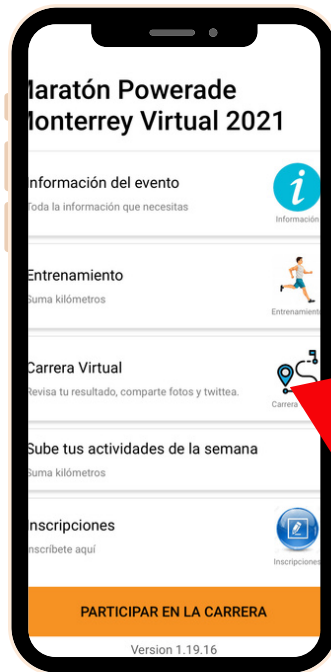 Maratón Powerade
Monterrey Virtual 2021
Información del evento
Toda la información que necesitas
Información
Entrenamiento
Suma kilómetros
Entrenamiento
Carrera Virtual
Revisa tu resultado, comparte fotos y twittea.
Carrera
Sube tus actividades de la semana
Suma kilómetros
Inscripciones
Inscríbete aquí
Inscripciones
PARTICIPAR EN LA CARRERA
Version 1.19.16